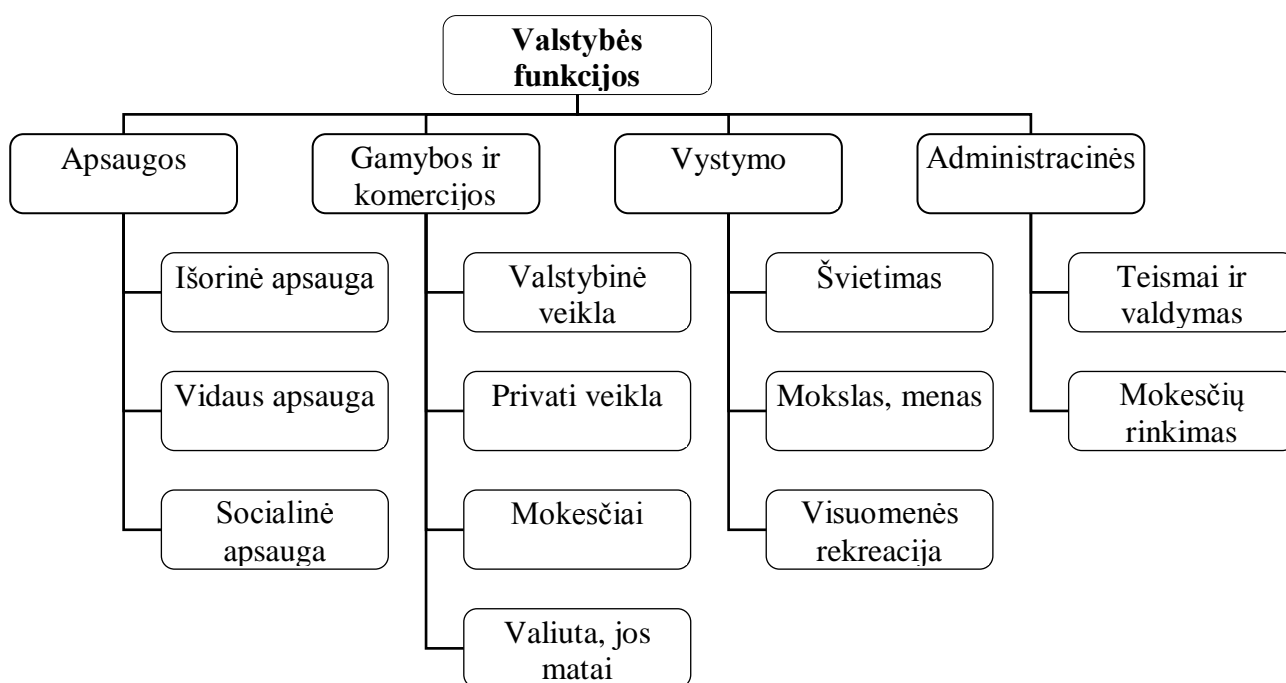 Valstybės
funkcijos
Apsaugos
Gamybos ir
komercijos
Vystymo
Administracinės
Išorinė apsauga
Valstybinė
veikla
Švietimas
Teismai ir
valdymas
Vidaus apsauga
Privati veikla
Mokslas, menas
Mokesčių
rinkimas
Socialinė
apsauga
Mokesčiai
Visuomenės
rekreacija
Valiuta, jos
matai